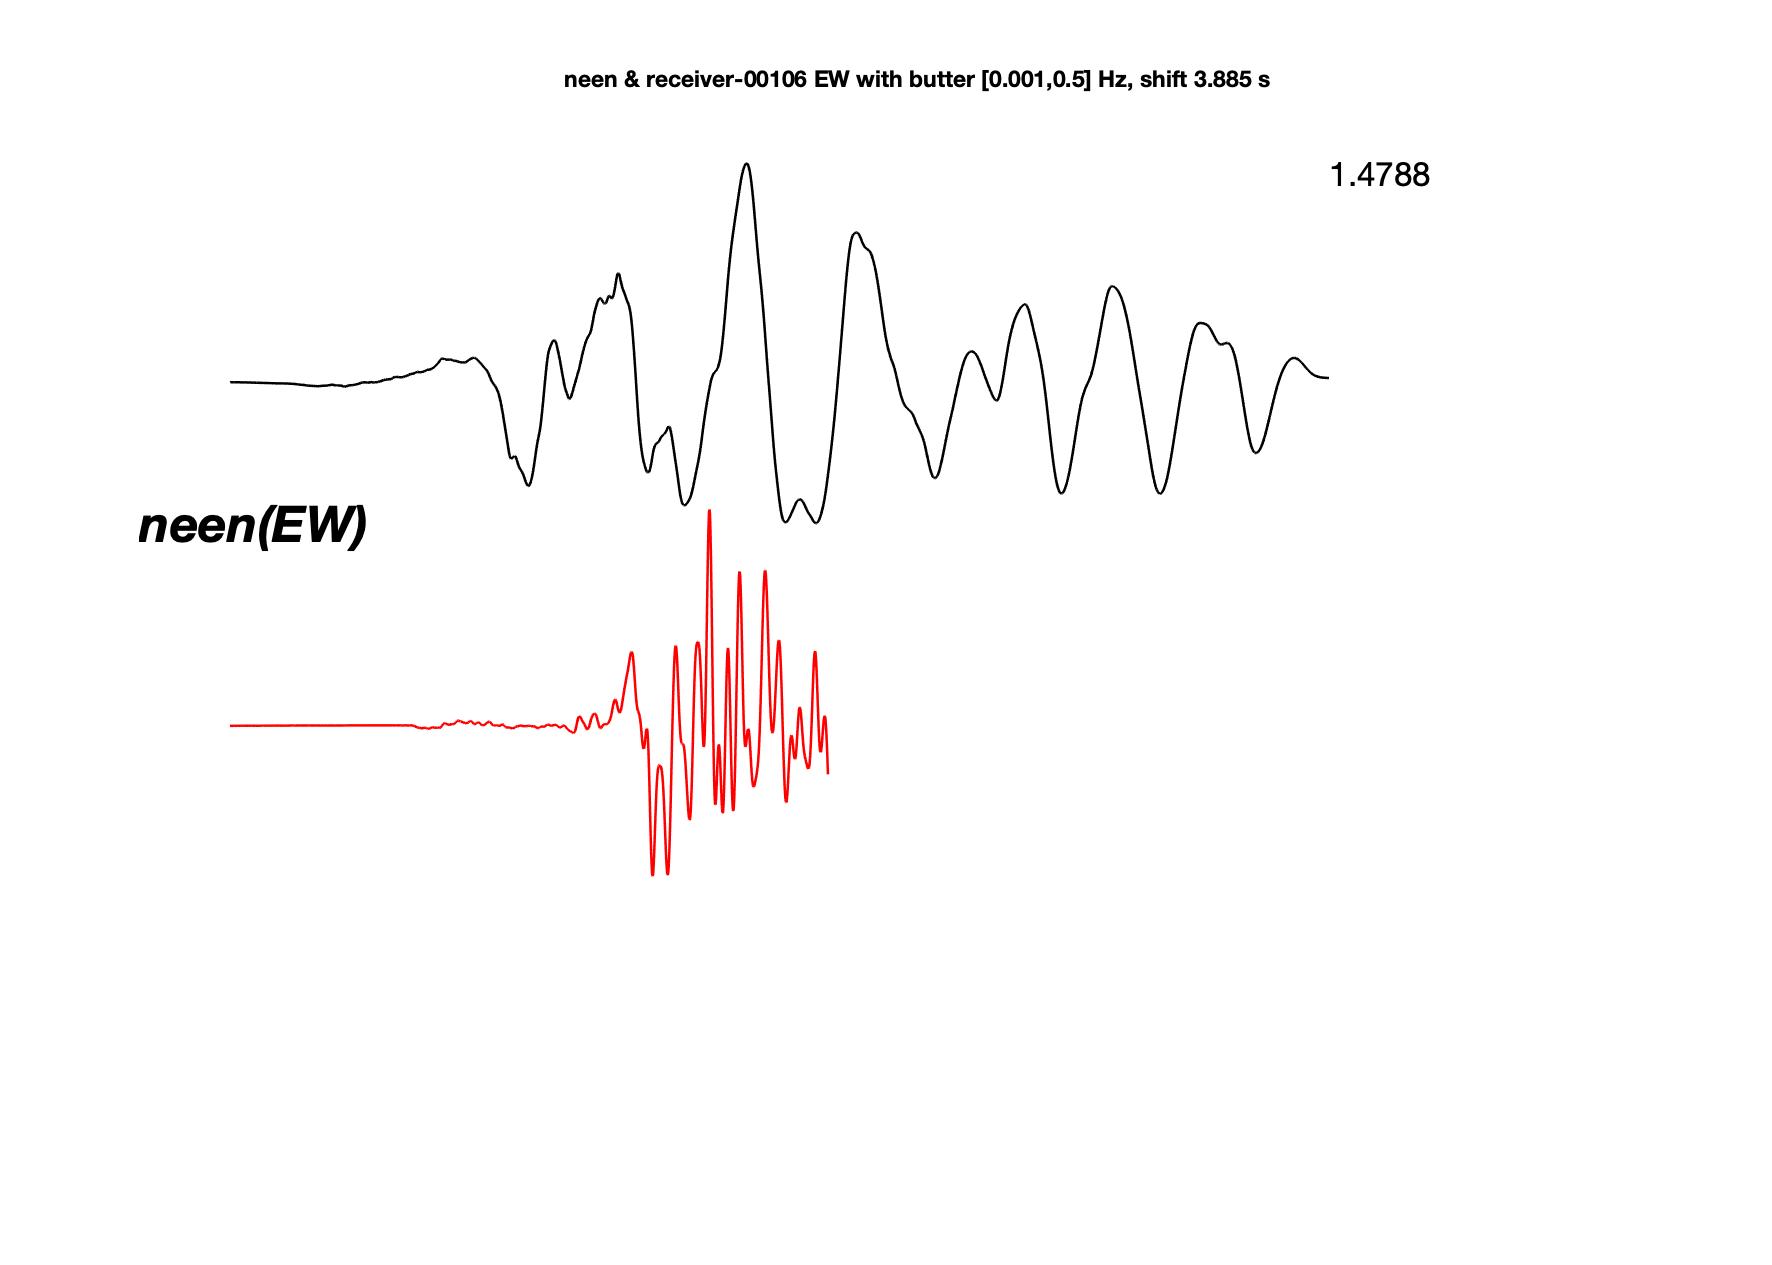 neen & receiver-00106 EW with butter [0.001,0.5] Hz, shift 3.885 s
1.4788
neen(EW)